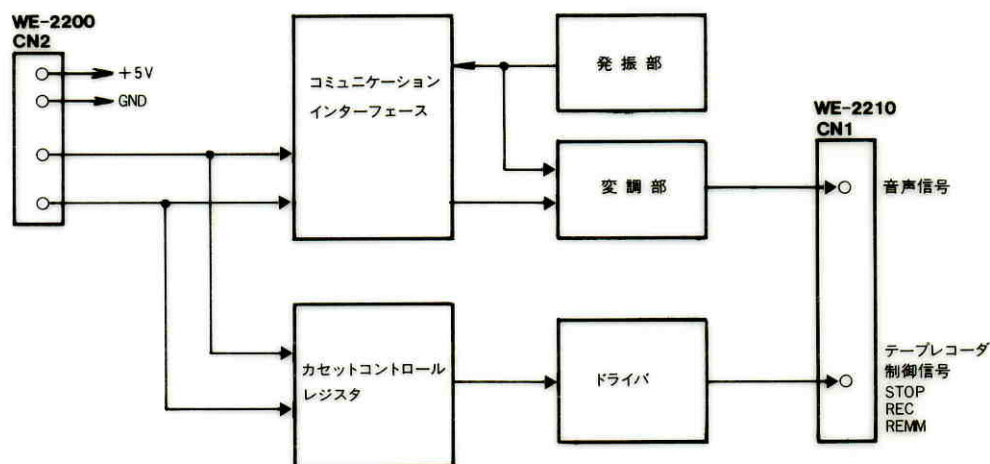 WE-2200
CN2
+5V
GND
コミュニケーション
インターフェース
発振部
変調部
WE-2210
CN1
音声信号
カセットコントロール
レジスタ
ドライバ
テープレコーダ
制御信号
STOP
REC
REMM